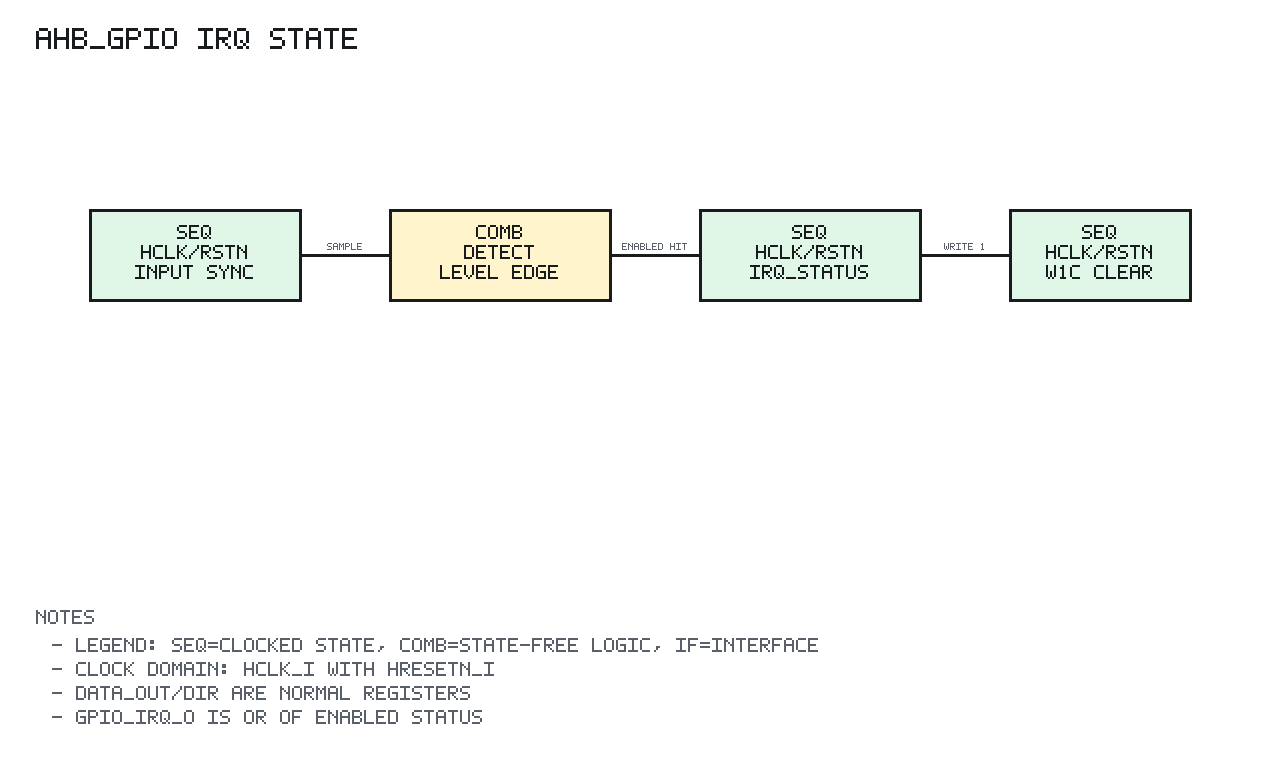 AHB_GPIO IRQ STATE
SEQ
HCLK/RSTN
INPUT SYNC
SAMPLE
COMB
DETECT
LEVEL EDGE
ENABLED HIT
SEQ
HCLK/RSTN
IRQ_STATUS
WRITE 1
SEQ
HCLK/RSTN
W1C CLEAR
NOTES
- LEGEND: SEQ=CLOCKED STATE, COMB=STATE-FREE LOGIC, IF=INTERFACE
- CLOCK DOMAIN: HCLK_I WITH HRESETN_I
- DATA_OUT/DIR ARE NORMAL REGISTERS
- GPIO_IRQ_O IS OR OF ENABLED STATUS